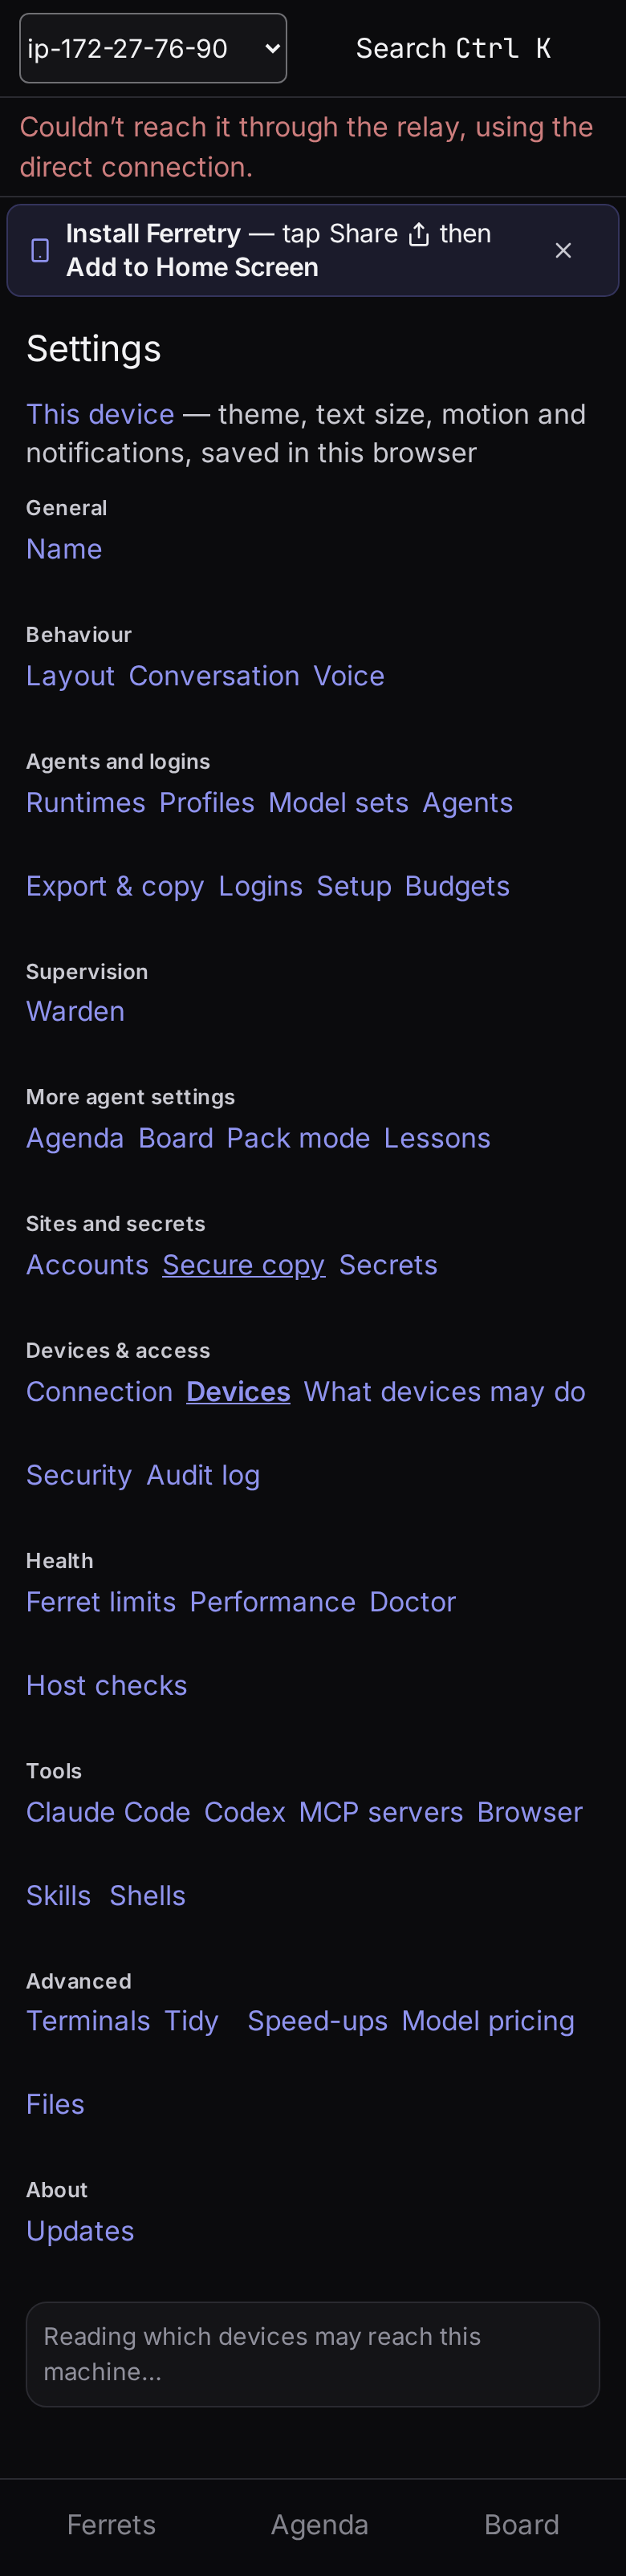 ip-172-27-76-90
Search Ctrl K
Couldn’t reach it through the relay, using the
direct connection.
Install Ferretry — tap Share then
Add to Home Screen
Settings
This device — theme, text size, motion and
notifications, saved in this browser
General
Name
Behaviour
Layout Conversation Voice
Agents and logins
Runtimes Profiles Model sets Agents
Export & copy Logins Setup Budgets
Supervision
Warden
More agent settings
Agenda Board Pack mode Lessons
Sites and secrets
Accounts Secure copy Secrets
Devices & access
Connection Devices What devices may do
Security Audit log
Health
Ferret limits Performance Doctor
Host checks
Tools
Claude Code Codex MCP servers Browser
Skills Shells
Advanced
Terminals Tidy Speed-ups Model pricing
Files
About
Updates
Reading which devices may reach this
machine…
Ferrets Agenda Board